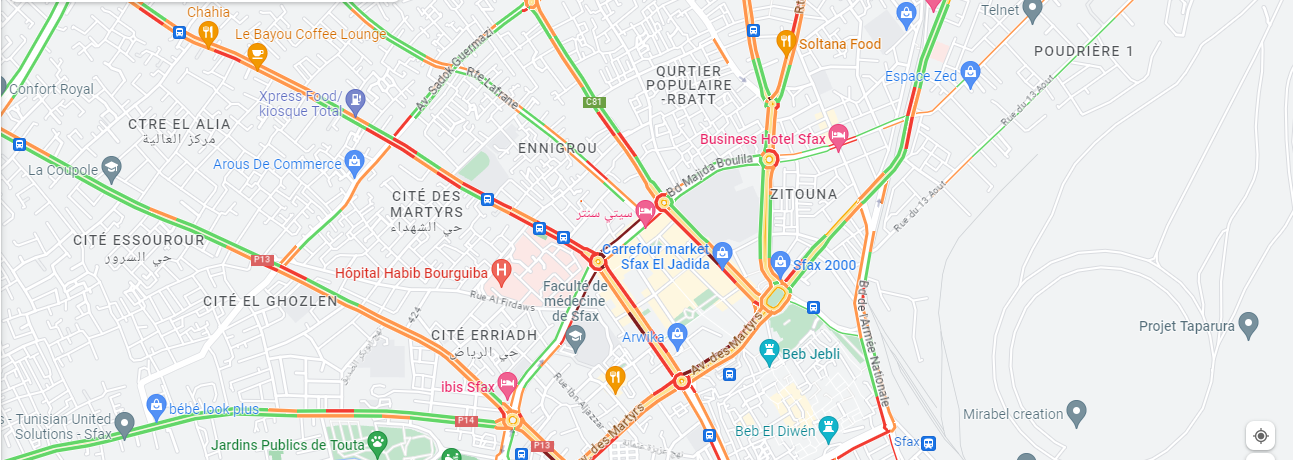 Chahia
Le Bayou Coffee Lounge
Telnet
Soltana Food
POUDRIÈRE 1
Av. Sadok Guermazi
Rte Lafrane
QURTIER
POPULAIRE
-RBATT
Espace Zed
Confort Royal
Xpress Food/
kiosque Total
C81
Rue du 13 Aout
CTRE EL ALIA
مركز العالية
Business Hotel Sfax
ENNIGROU
Bd Majida Boulila
La Coupole
Arous De Commerce
CITÉ DES
MARTYRS
حي الشهداء
ZITOUNA
Rue du 13 Aout
سيتي سنتر
CITÉ ESSOUROUR
حي السرور
P13
Carrefour market
Sfax El Jadida
Sfax 2000
Hôpital Habib Bourguiba
Rue Al Firdaws
Faculté de
médecine
de Sfax
CITÉ EL GHOZLEN
424
CITÉ ERRIADH
حي الرياض
Arwika
Av. des Martyrs
Beb Jebli
Bd de l'Armée Nationale
Projet Taparura
ibis Sfax
Rue Ibn Aljazzar
bébé look plus
s - Tunisian United
Solutions - Sfax
P14
Av. des Martyrs
Mirabel creation
Beb El Diwén
Jardins Publics de Touta
P13
Sfax